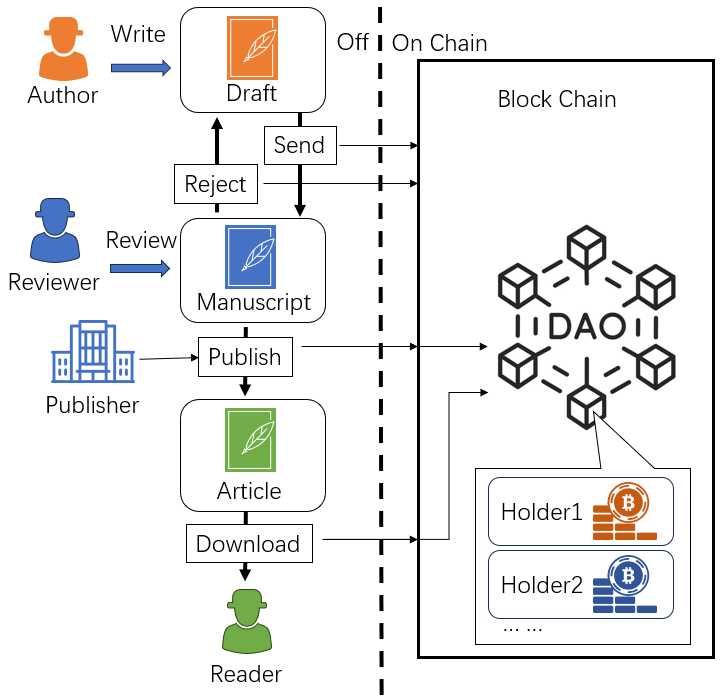 Write
Off
On Chain
Author
Draft
Block Chain
Send
Reject
Review
Reviewer
Manuscript
DAO
Publish
Publisher
Article
Holder1
Download
Holder2
... ...
Reader